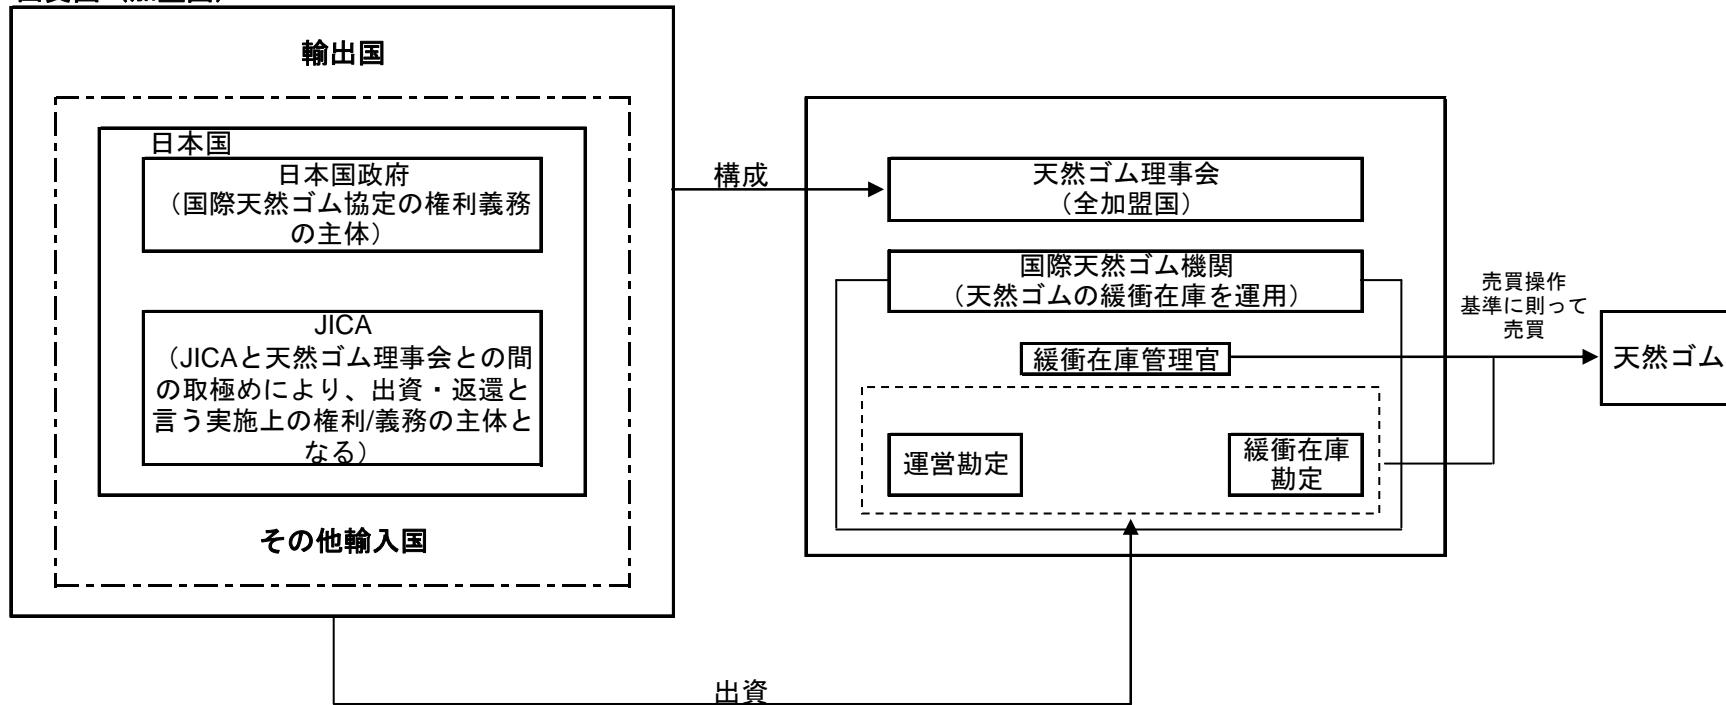 輸出国
日本国
日本国政府
（国際天然ゴム協定の権利義務
の主体）
JICA
（JICAと天然ゴム理事会との間
の取極めにより、出資・返還と
言う実施上の権利/義務の主体と
なる）
その他輸入国
構成
天然ゴム理事会
（全加盟国）
国際天然ゴム機関
（天然ゴムの緩衝在庫を運用）
緩衝在庫管理官
運営勘定
緩衝在庫
勘定
売買操作
基準に則って
売買
天然ゴム
出資